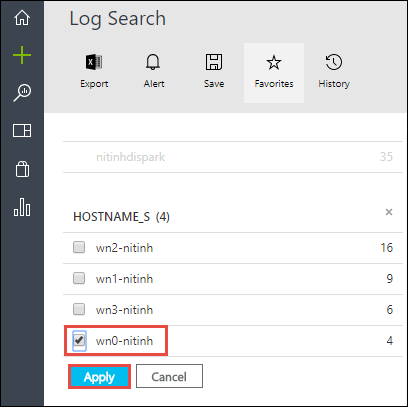 Log Search
Export Alert Save Favorites History
nitinhdispark 35
HOSTNAME_S (4) ×
wn2-nitinh 16
wn1-nitinh 9
wn3-nitinh 6
wn0-nitinh 4
Apply Cancel